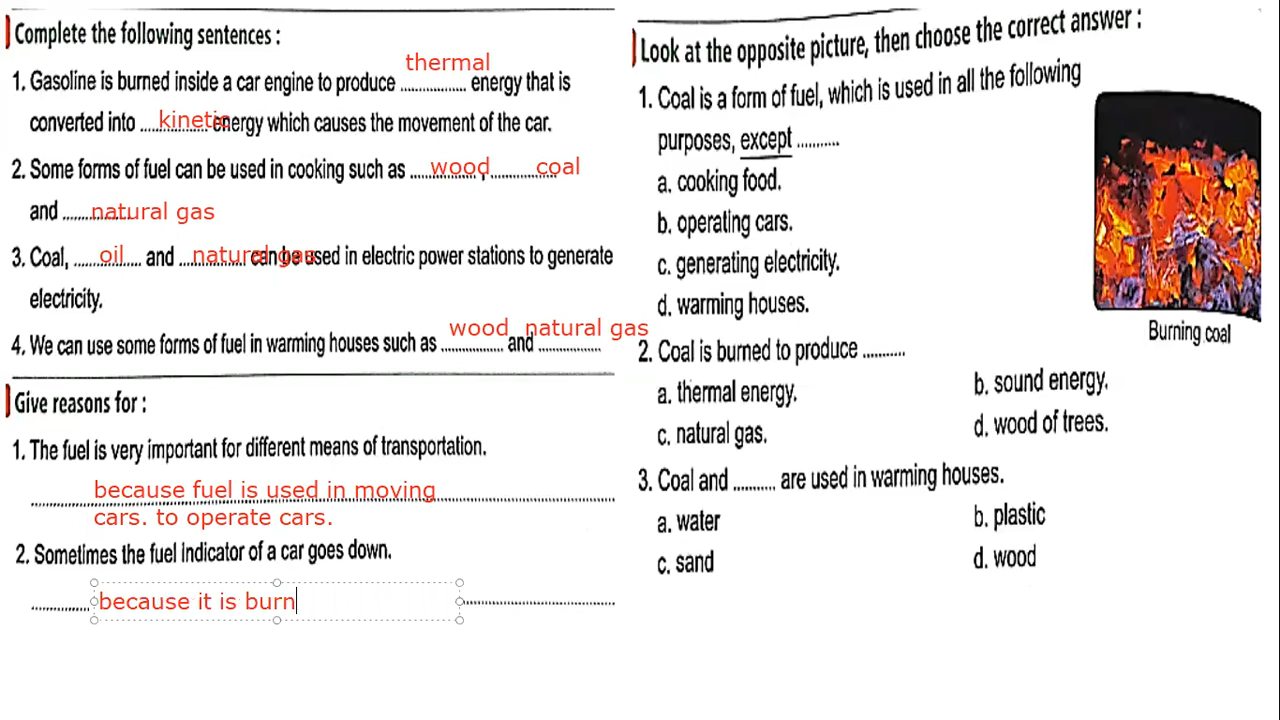 Complete the following sentences :
1. Gasoline is burned inside a car engine to produce thermal energy that is
converted into kinetic energy which causes the movement of the car.
2. Some forms of fuel can be used in cooking such as wood , coal
and natural gas
3. Coal, oil and natural gas can be used in electric power stations to generate
electricity.
4. We can use some forms of fuel in warming houses such as wood and natural gas
Give reasons for :
1. The fuel is very important for different means of transportation.
because fuel is used in moving
cars. to operate cars.
2. Sometimes the fuel indicator of a car goes down.
because it is burn
Look at the opposite picture, then choose the correct answer :
1. Coal is a form of fuel, which is used in all the following
purposes, except ..........
a. cooking food.
b. operating cars.
c. generating electricity.
d. warming houses.
Burning coal
2. Coal is burned to produce ..........
a. thermal energy.
b. sound energy.
c. natural gas.
d. wood of trees.
3. Coal and .......... are used in warming houses.
a. water
b. plastic
c. sand
d. wood